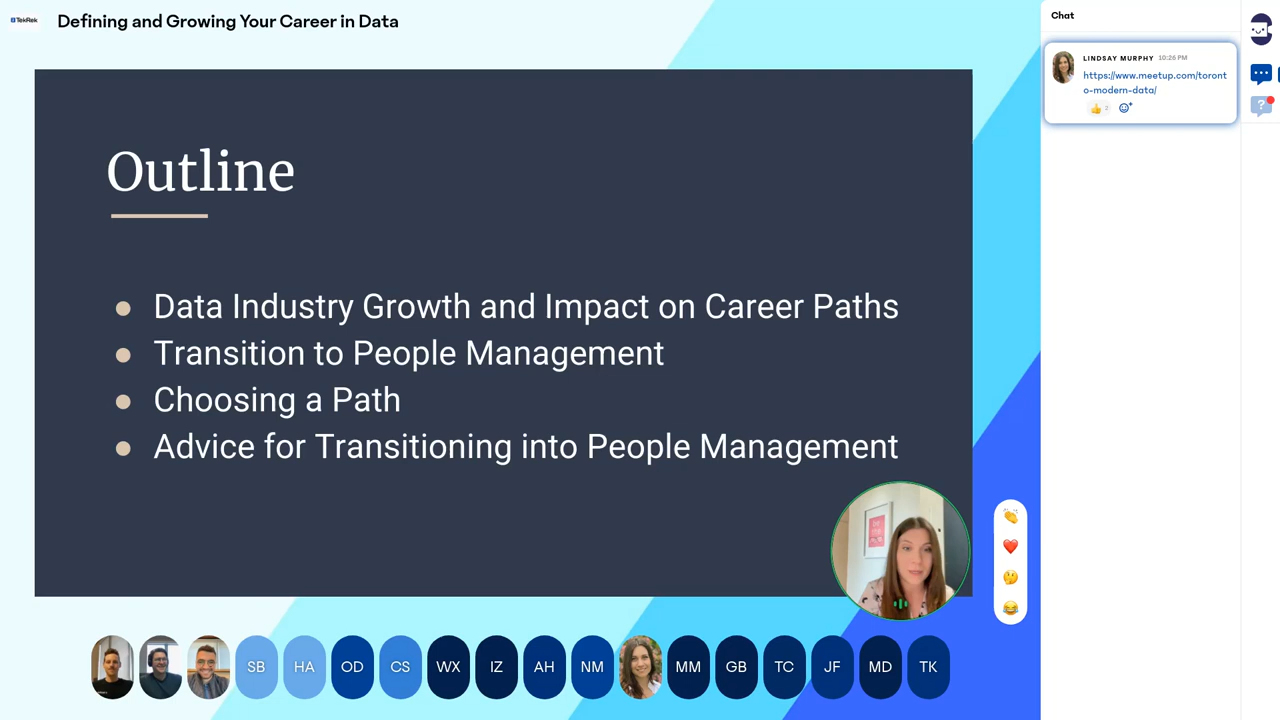 TekRek
Defining and Growing Your Career in Data
Chat
LINDSAY MURPHY 10:26 PM
https://www.meetup.com/toront
o-modern-data/
2
Outline
Data Industry Growth and Impact on Career Paths
Transition to People Management
Choosing a Path
Advice for Transitioning into People Management
SB HA OD CS WX IZ AH NM MM GB TC JF MD TK